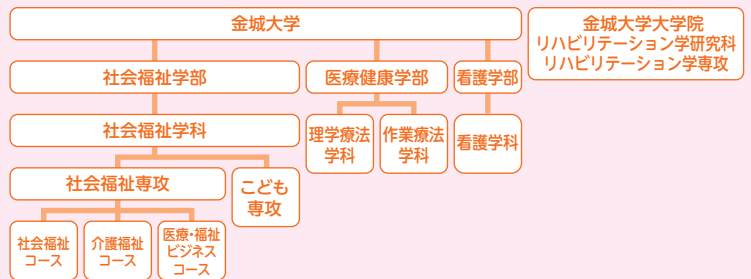 金城大学
金城大学大学院
リハビリテーション学研究科
リハビリテーション学専攻
社会福祉学部
医療健康学部
看護学部
社会福祉学科
理学療法
学科
作業療法
学科
看護学科
社会福祉専攻
こども
専攻
社会福祉
コース
介護福祉
コース
医療・福祉
ビジネス
コース